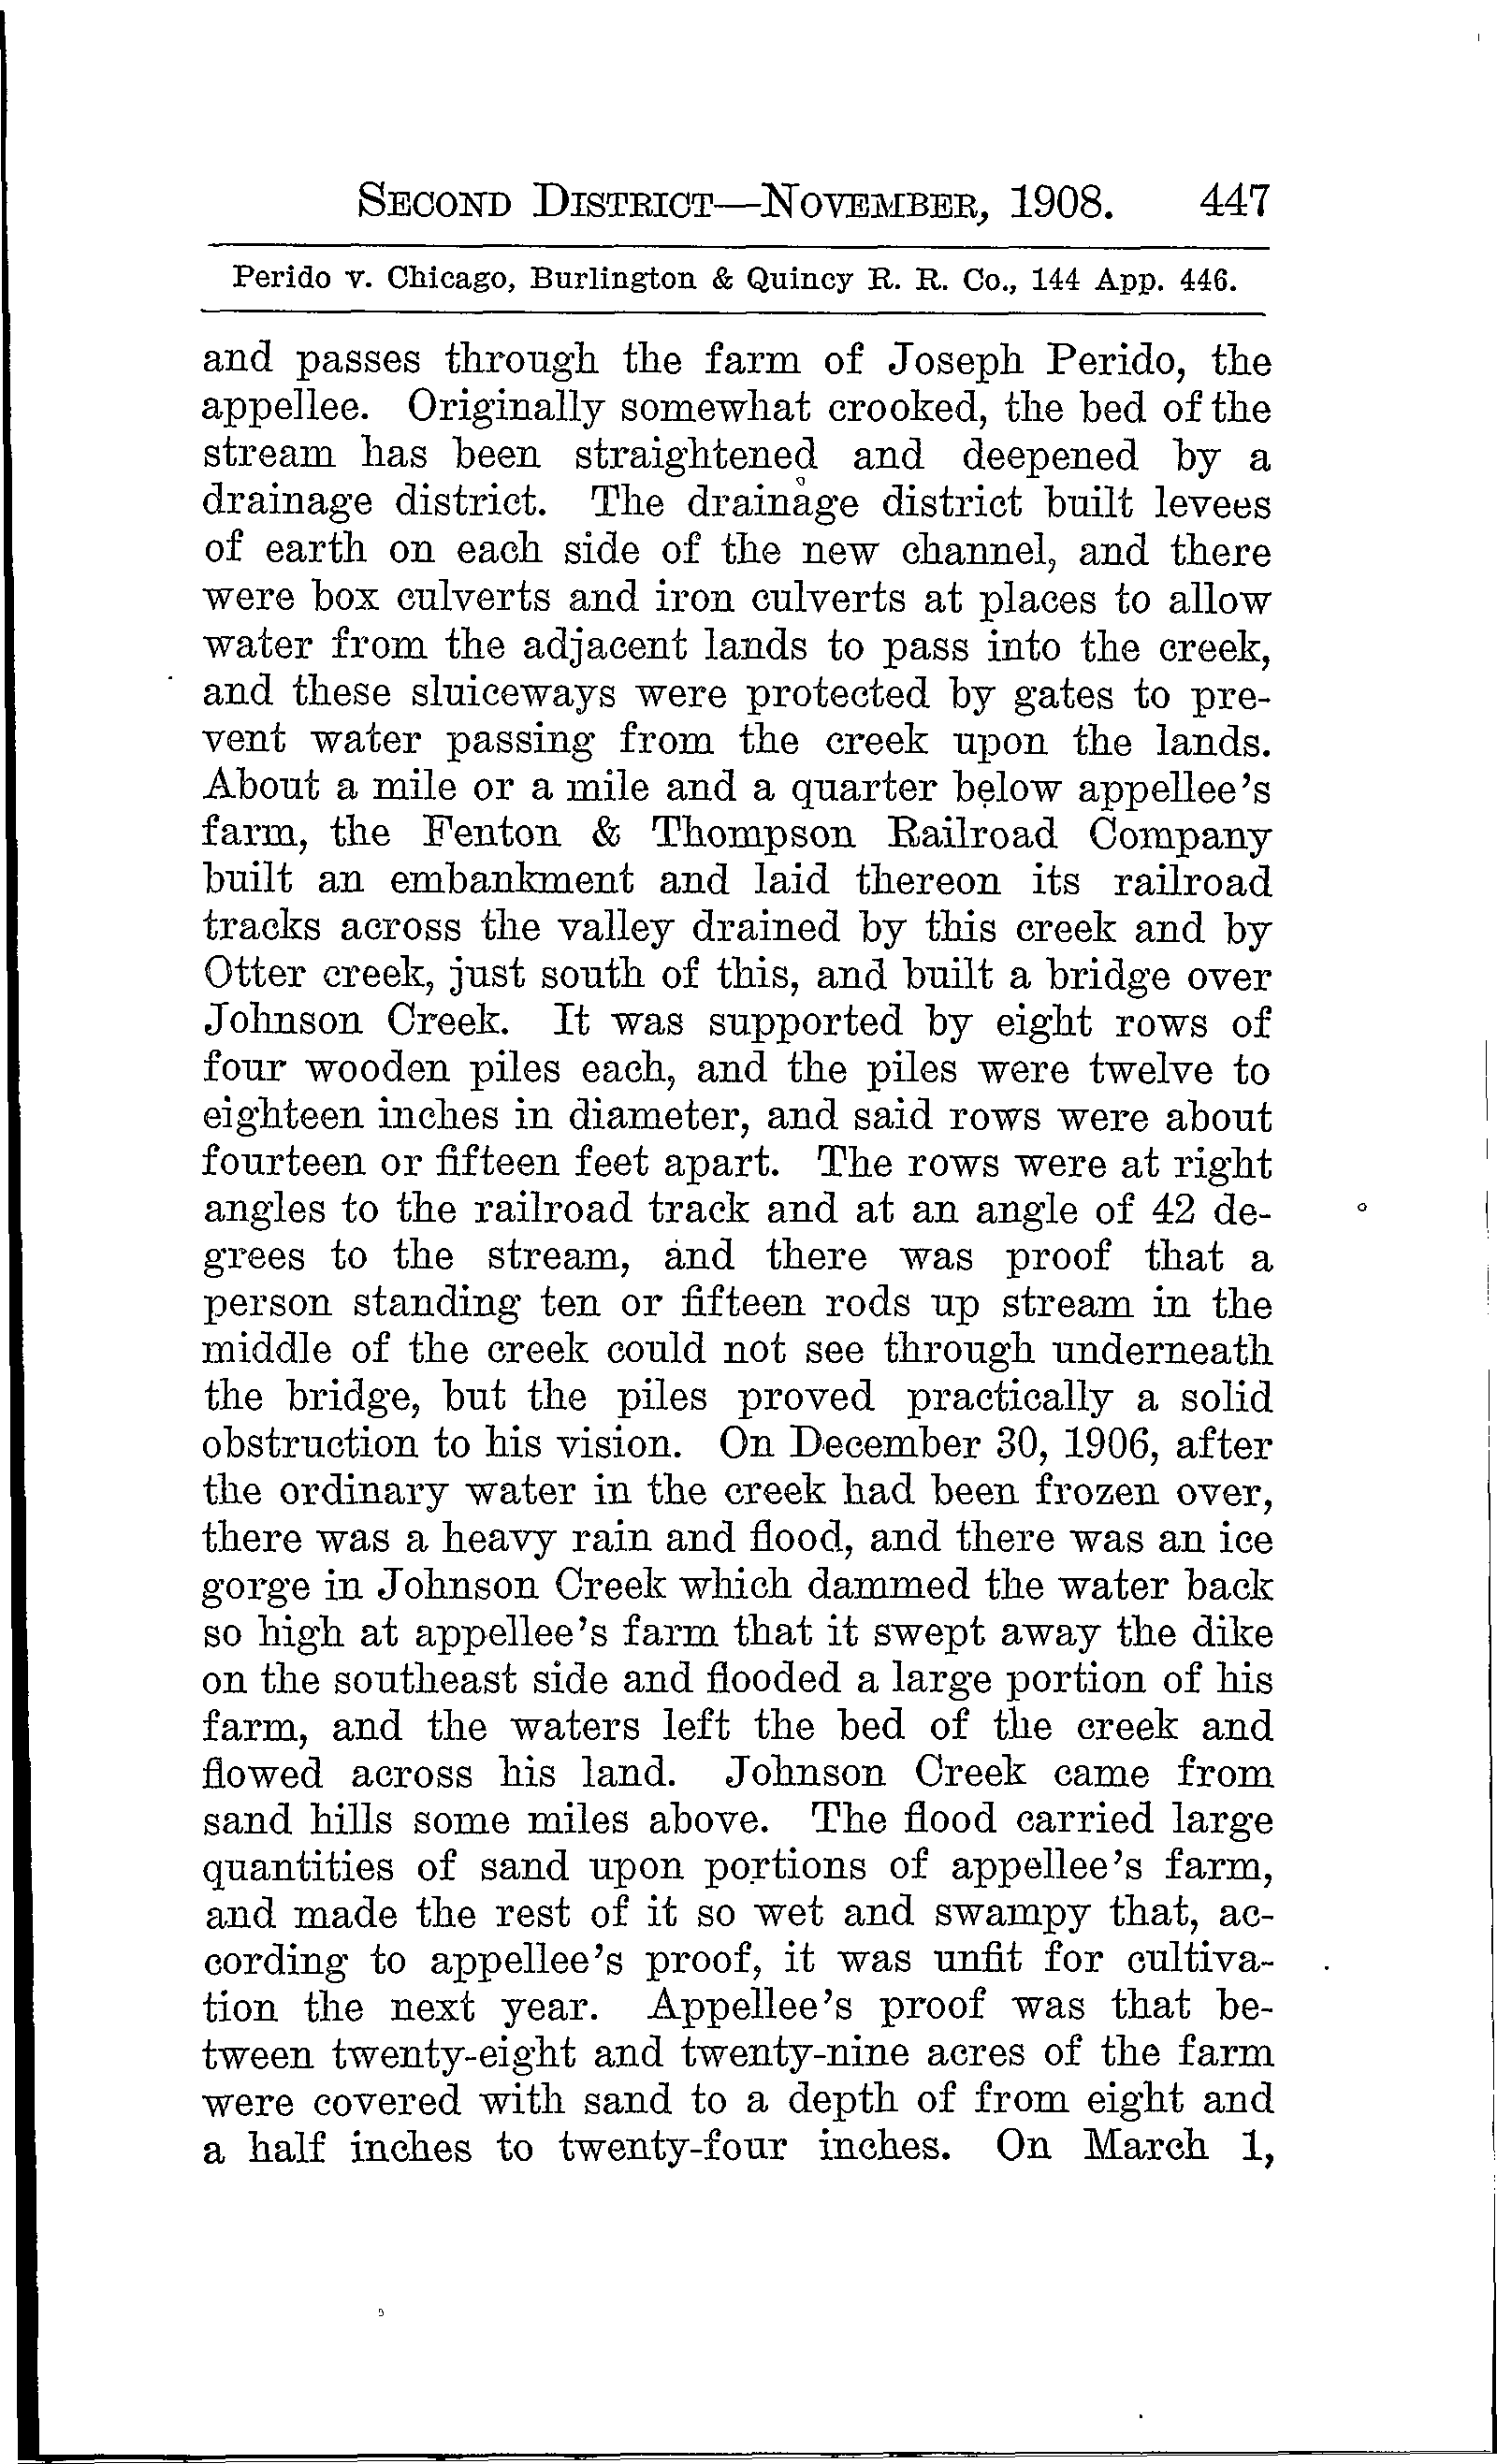 SECOND DISTRICT—NOVEMBER, 1908. 447
Perido v. Chicago, Burlington & Quincy R. R. Co., 144 App. 446.
and passes through the farm of Joseph Perido, the
appellee. Originally somewhat crooked, the bed of the
stream has been straightened and deepened by a
drainage district. The drainage district built levees
of earth on each side of the new channel, and there
were box culverts and iron culverts at places to allow
water from the adjacent lands to pass into the creek,
and these sluiceways were protected by gates to pre-
vent water passing from the creek upon the lands.
About a mile or a mile and a quarter below appellee's
farm, the Fenton & Thompson Railroad Company
built an embankment and laid thereon its railroad
tracks across the valley drained by this creek and by
Otter creek, just south of this, and built a bridge over
Johnson Creek. It was supported by eight rows of
four wooden piles each, and the piles were twelve to
eighteen inches in diameter, and said rows were about
fourteen or fifteen feet apart. The rows were at right
angles to the railroad track and at an angle of 42 de-
grees to the stream, and there was proof that a
person standing ten or fifteen rods up stream in the
middle of the creek could not see through underneath
the bridge, but the piles proved practically a solid
obstruction to his vision. On December 30, 1906, after
the ordinary water in the creek had been frozen over,
there was a heavy rain and flood, and there was an ice
gorge in Johnson Creek which dammed the water back
so high at appellee's farm that it swept away the dike
on the southeast side and flooded a large portion of his
farm, and the waters left the bed of the creek and
flowed across his land. Johnson Creek came from
sand hills some miles above. The flood carried large
quantities of sand upon portions of appellee's farm,
and made the rest of it so wet and swampy that, ac-
cording to appellee's proof, it was unfit for cultiva-
tion the next year. Appellee's proof was that be-
tween twenty-eight and twenty-nine acres of the farm
were covered with sand to a depth of from eight and
a half inches to twenty-four inches. On March 1,